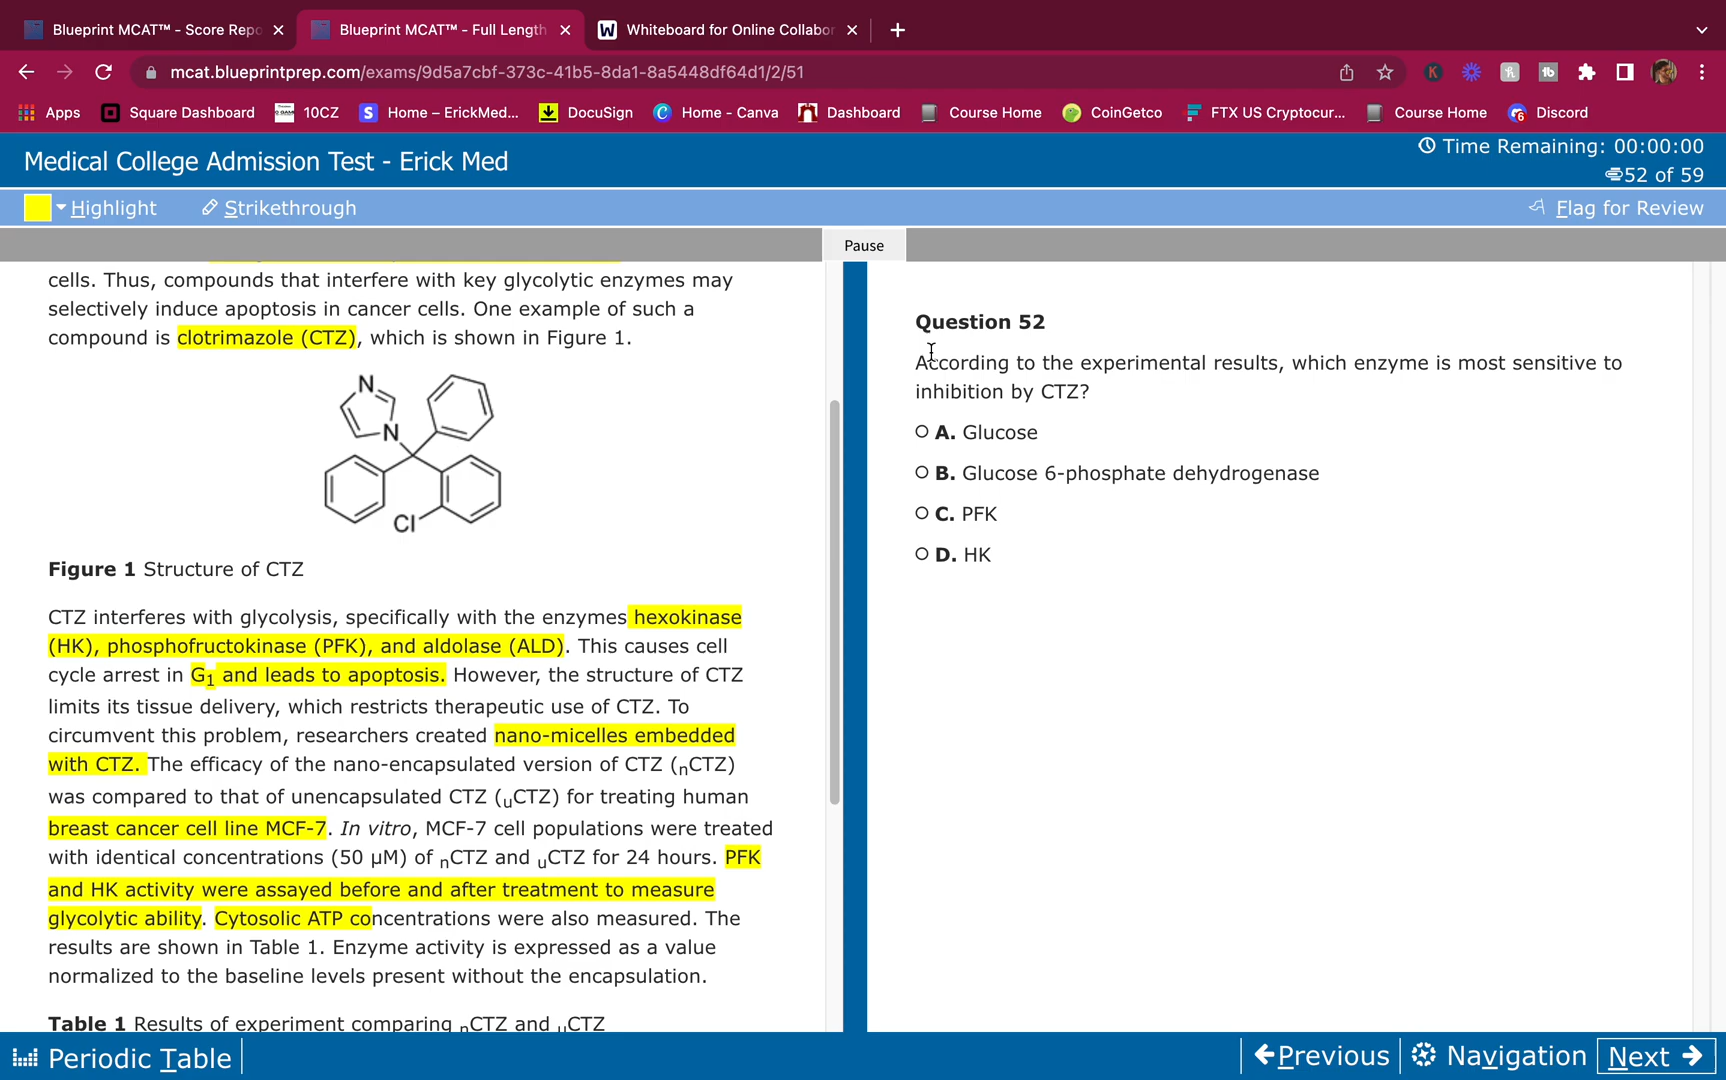 Blueprint MCAT™ - Score Repo
Blueprint MCAT™ - Full Length
Whiteboard for Online Collabor
mcat.blueprintprep.com/exams/9d5a7cbf-373c-41b5-8da1-8a5448df64d1/2/51
Apps
Square Dashboard
10CZ
Home – ErickMed...
DocuSign
Home - Canva
Dashboard
Course Home
CoinGetco
FTX US Cryptocur...
Course Home
Discord
Medical College Admission Test - Erick Med
Time Remaining: 00:00:00
52 of 59
Highlight
Strikethrough
Flag for Review
Pause
cells. Thus, compounds that interfere with key glycolytic enzymes may
selectively induce apoptosis in cancer cells. One example of such a
compound is clotrimazole (CTZ), which is shown in Figure 1.
N
N
Cl
Figure 1 Structure of CTZ
CTZ interferes with glycolysis, specifically with the enzymes hexokinase
(HK), phosphofructokinase (PFK), and aldolase (ALD). This causes cell
cycle arrest in G1 and leads to apoptosis. However, the structure of CTZ
limits its tissue delivery, which restricts therapeutic use of CTZ. To
circumvent this problem, researchers created nano-micelles embedded
with CTZ. The efficacy of the nano-encapsulated version of CTZ (nCTZ)
was compared to that of unencapsulated CTZ (uCTZ) for treating human
breast cancer cell line MCF-7. In vitro, MCF-7 cell populations were treated
with identical concentrations (50 µM) of nCTZ and uCTZ for 24 hours. PFK
and HK activity were assayed before and after treatment to measure
glycolytic ability. Cytosolic ATP concentrations were also measured. The
results are shown in Table 1. Enzyme activity is expressed as a value
normalized to the baseline levels present without the encapsulation.
Table 1 Results of experiment comparing nCTZ and uCTZ
Question 52
According to the experimental results, which enzyme is most sensitive to
inhibition by CTZ?
A. Glucose
B. Glucose 6-phosphate dehydrogenase
C. PFK
D. HK
Periodic Table
Previous
Navigation
Next